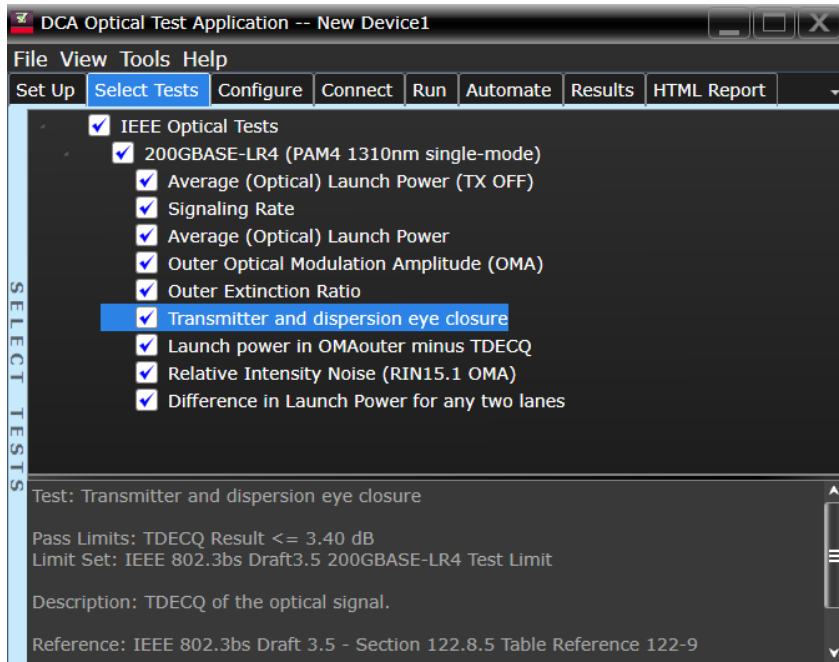 DCA Optical Test Application -- New Device1
File View Tools Help
Set Up Select Tests Configure Connect Run Automate Results HTML Report
IEEE Optical Tests
200GBASE-LR4 (PAM4 1310nm single-mode)
Average (Optical) Launch Power (TX OFF)
Signaling Rate
Average (Optical) Launch Power
Outer Optical Modulation Amplitude (OMA)
Outer Extinction Ratio
Transmitter and dispersion eye closure
Launch power in OMAouter minus TDECQ
Relative Intensity Noise (RIN15.1 OMA)
Difference in Launch Power for any two lanes
SELECT TESTS
Test: Transmitter and dispersion eye closure
Pass Limits: TDECQ Result <= 3.40 dB
Limit Set: IEEE 802.3bs Draft3.5 200GBASE-LR4 Test Limit
Description: TDECQ of the optical signal.
Reference: IEEE 802.3bs Draft 3.5 - Section 122.8.5 Table Reference 122-9